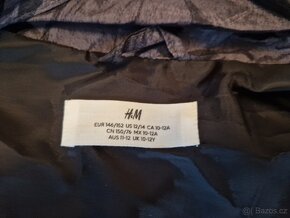 H&M
EUR 146/152 US 12/14 CA 10-12A
CN 150/76 MX 10-12A
AUS 11-12 UK 10-12Y
Bazos.cz